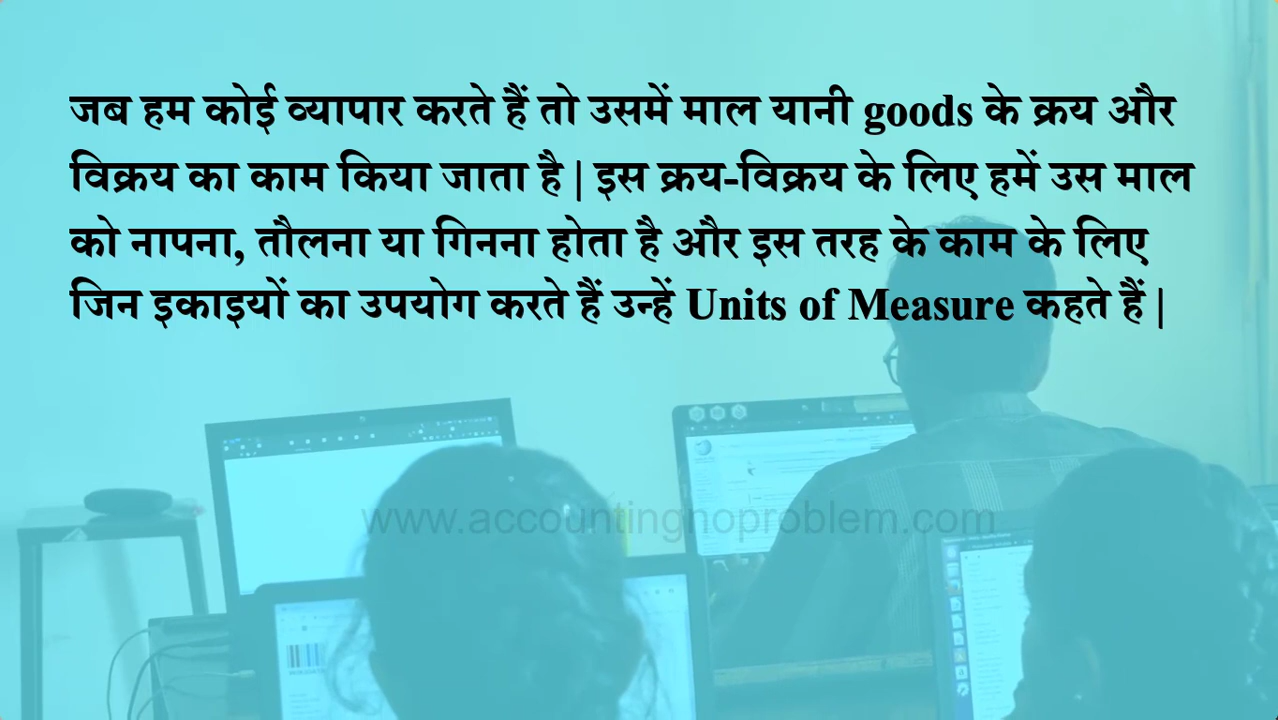 जब हम कोई व्यापार करते हैं तो उसमें माल यानी goods के क्रय और
विक्रय का काम किया जाता है | इस क्रय-विक्रय के लिए हमें उस माल
को नापना, तौलना या गिनना होता है और इस तरह के काम के लिए
जिन इकाइयों का उपयोग करते हैं उन्हें Units of Measure कहते हैं |
www.accountingnoproblem.com